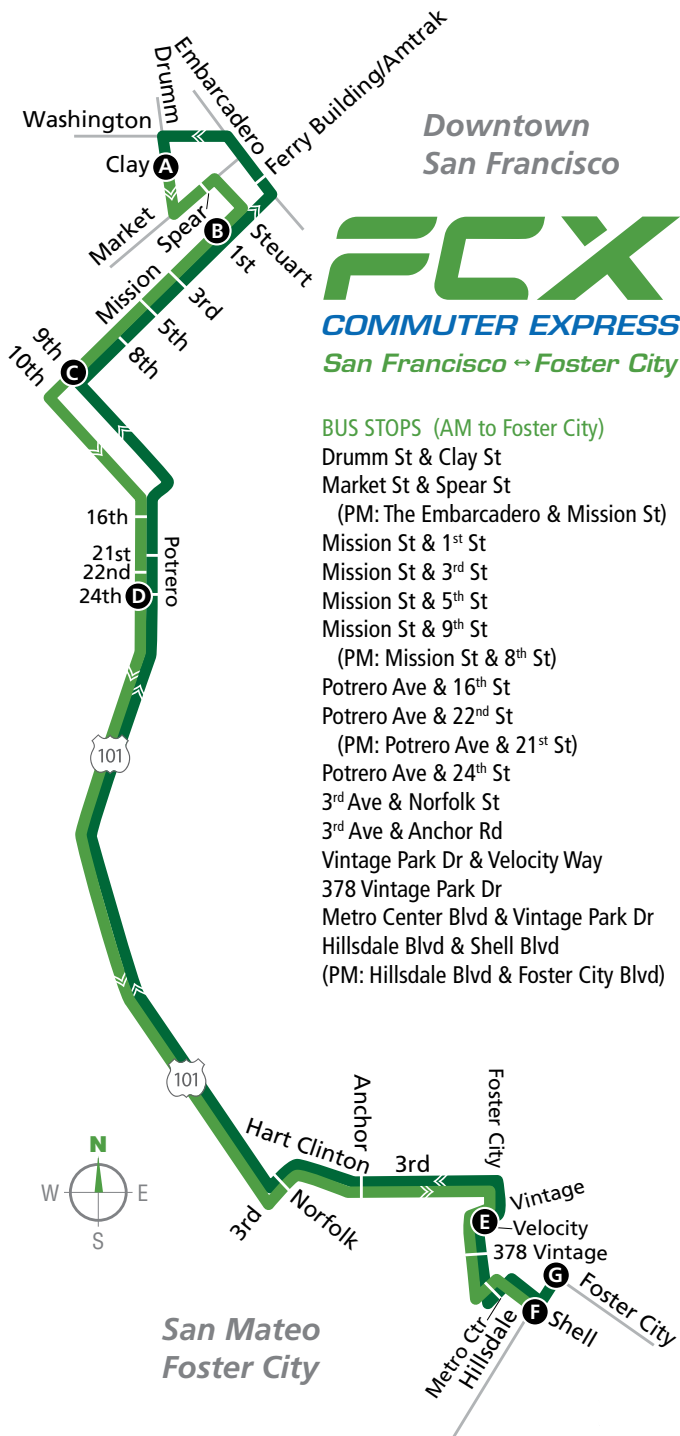 Drumm
Embarcadero
Ferry Building/Amtrak
Washington
Clay
A
Market
Spear
B
Steuart
1st
Mission
3rd
5th
8th
9th
10th
C
16th
21st
22nd
24th
D
Potrero
101
101
Downtown
San Francisco
FCX
COMMUTER EXPRESS
San Francisco ↔ Foster City
BUS STOPS (AM to Foster City)
Drumm St & Clay St
Market St & Spear St
(PM: The Embarcadero & Mission St)
Mission St & 1st St
Mission St & 3rd St
Mission St & 5th St
Mission St & 9th St
(PM: Mission St & 8th St)
Potrero Ave & 16th St
Potrero Ave & 22nd St
(PM: Potrero Ave & 21st St)
Potrero Ave & 24th St
3rd Ave & Norfolk St
3rd Ave & Anchor Rd
Vintage Park Dr & Velocity Way
378 Vintage Park Dr
Metro Center Blvd & Vintage Park Dr
Hillsdale Blvd & Shell Blvd
(PM: Hillsdale Blvd & Foster City Blvd)
N
W
E
S
3rd
Norfolk
Hart Clinton
Anchor
3rd
Foster City
Vintage
E
Velocity
378 Vintage
G
Foster City
F
Shell
Metro Ctr
Hillsdale
San Mateo
Foster City